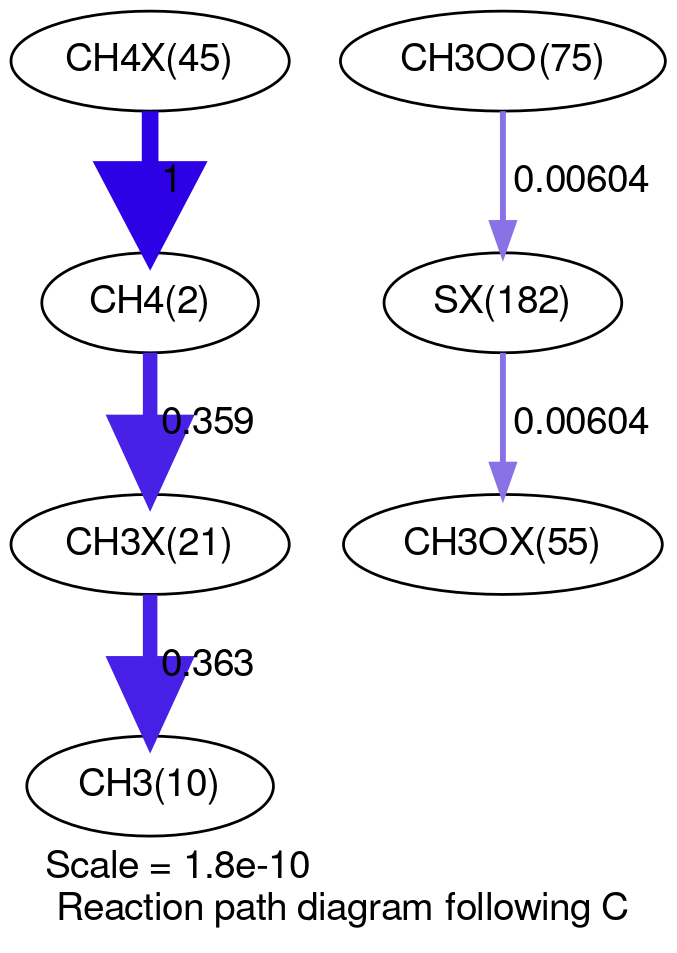 CH4X(45)
CH3OO(75)
1
0.00604
CH4(2)
SX(182)
0.359
0.00604
CH3X(21)
CH3OX(55)
0.363
CH3(10)
Scale = 1.8e-10
Reaction path diagram following C